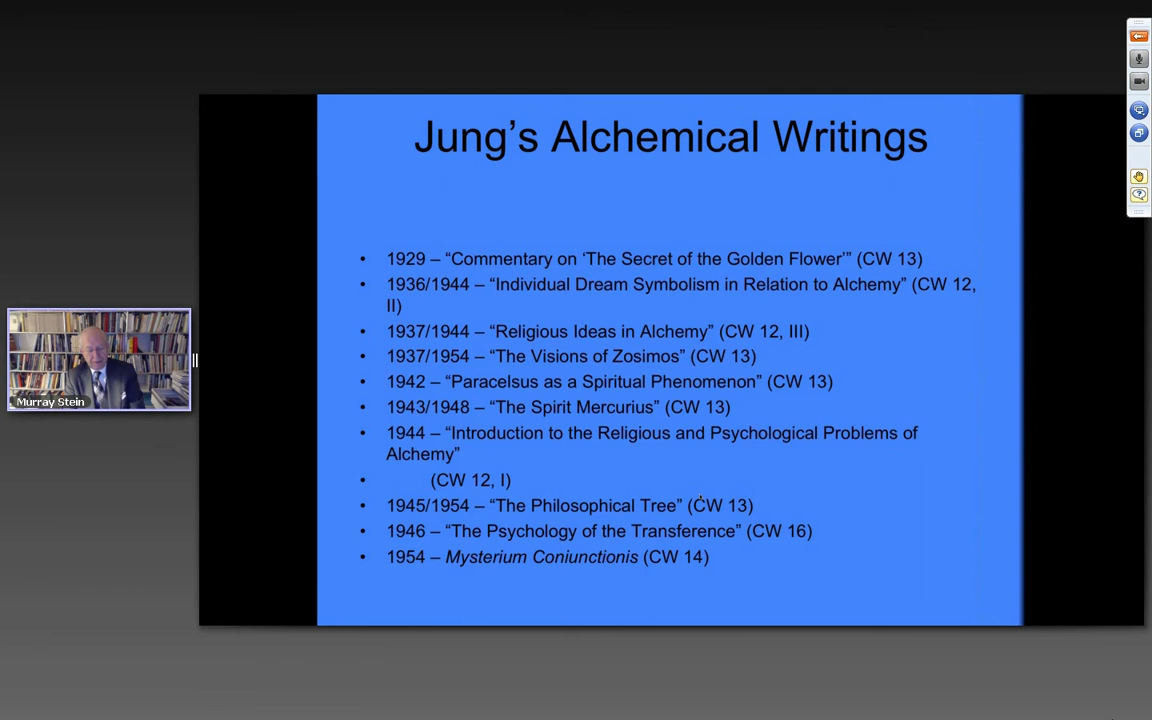 Jung’s Alchemical Writings
• 1929 – “Commentary on ‘The Secret of the Golden Flower’” (CW 13)
• 1936/1944 – “Individual Dream Symbolism in Relation to Alchemy” (CW 12,
II)
• 1937/1944 – “Religious Ideas in Alchemy” (CW 12, III)
• 1937/1954 – “The Visions of Zosimos” (CW 13)
• 1942 – “Paracelsus as a Spiritual Phenomenon” (CW 13)
• 1943/1948 – “The Spirit Mercurius” (CW 13)
• 1944 – “Introduction to the Religious and Psychological Problems of
Alchemy”
• (CW 12, I)
• 1945/1954 – “The Philosophical Tree” (CW 13)
• 1946 – “The Psychology of the Transference” (CW 16)
• 1954 – Mysterium Coniunctionis (CW 14)
Murray Stein